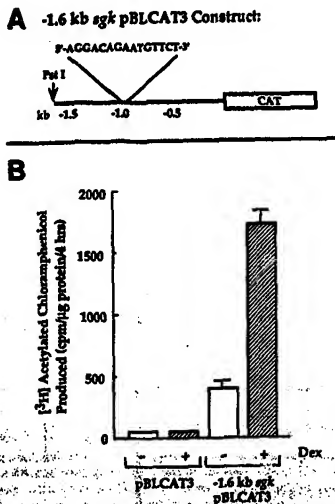 A -1.6 kb sgk pBLCAT3 Construct:
5'-AGGACAGAATGTTCT-3'
Pst I
kb -1.5 -1.0 -0.5 CAT
B
[³H] Acetylated Chloramphenicol
Produced (cpm/µg protein/4 hrs)
2000
1500
1000
500
0
- + - + Dex
pBLCAT3 -1.6 kb sgk
pBLCAT3